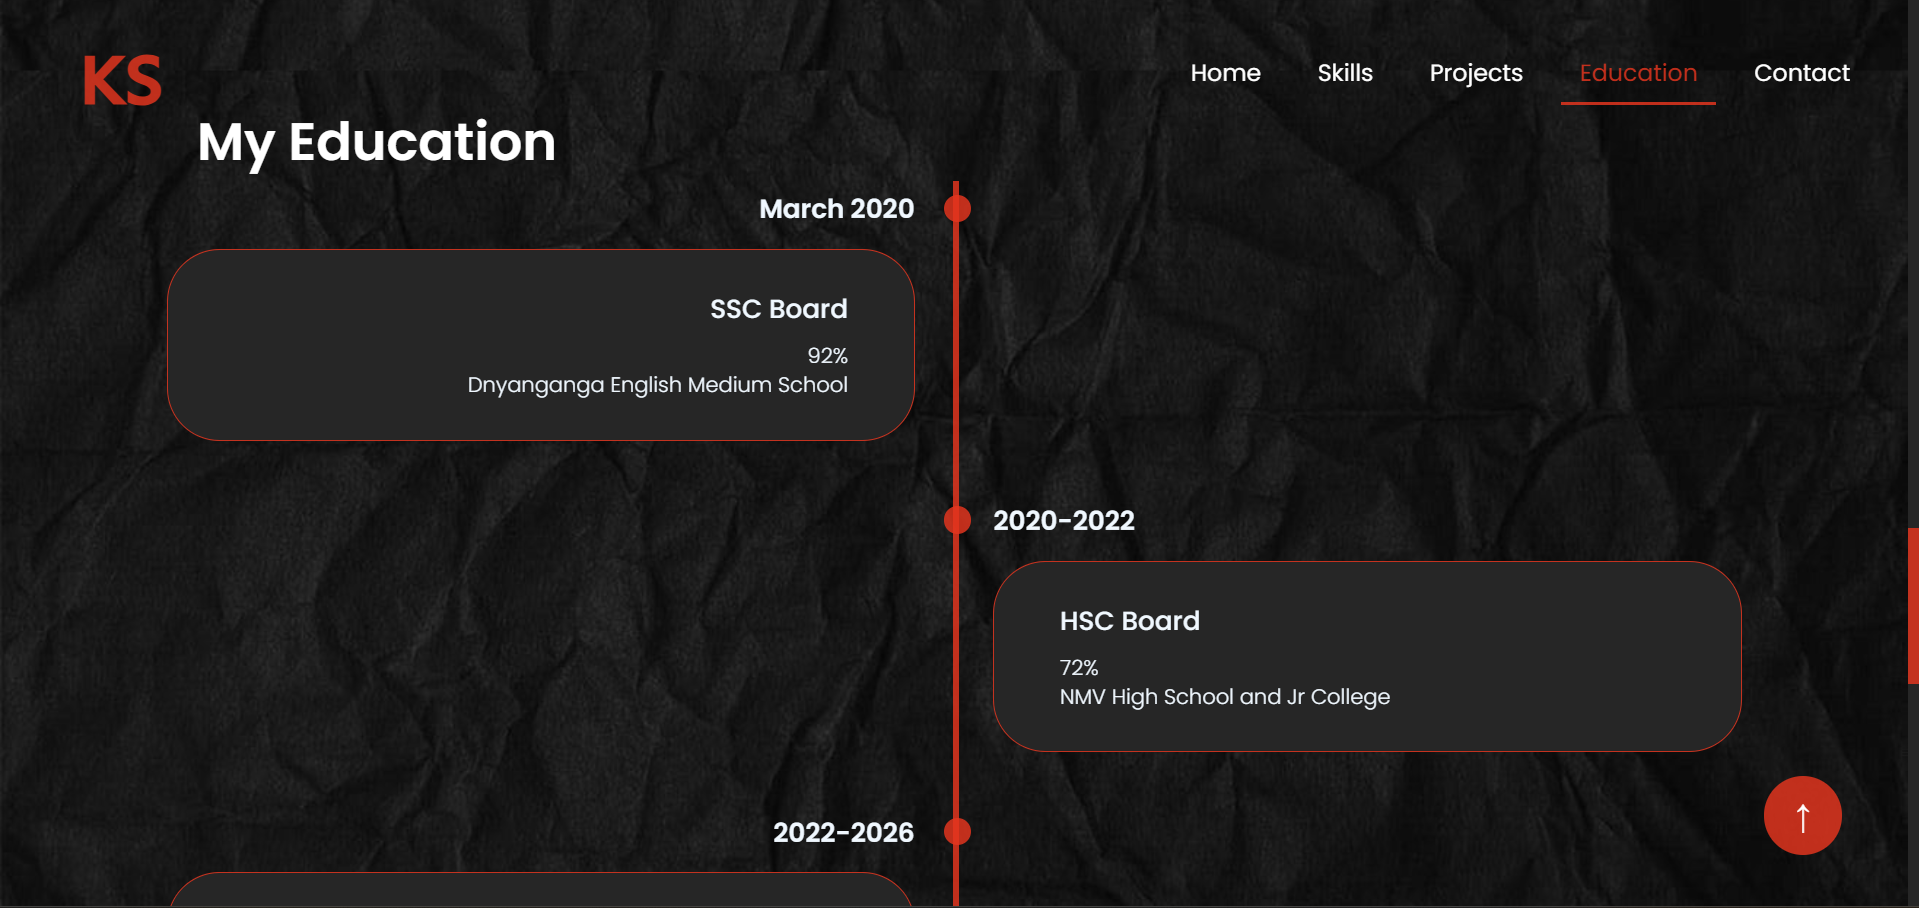 KS
Home
Skills
Projects
Education
Contact
My Education
March 2020
SSC Board
92%
Dnyanganga English Medium School
2020-2022
HSC Board
72%
NMV High School and Jr College
2022-2026
↑